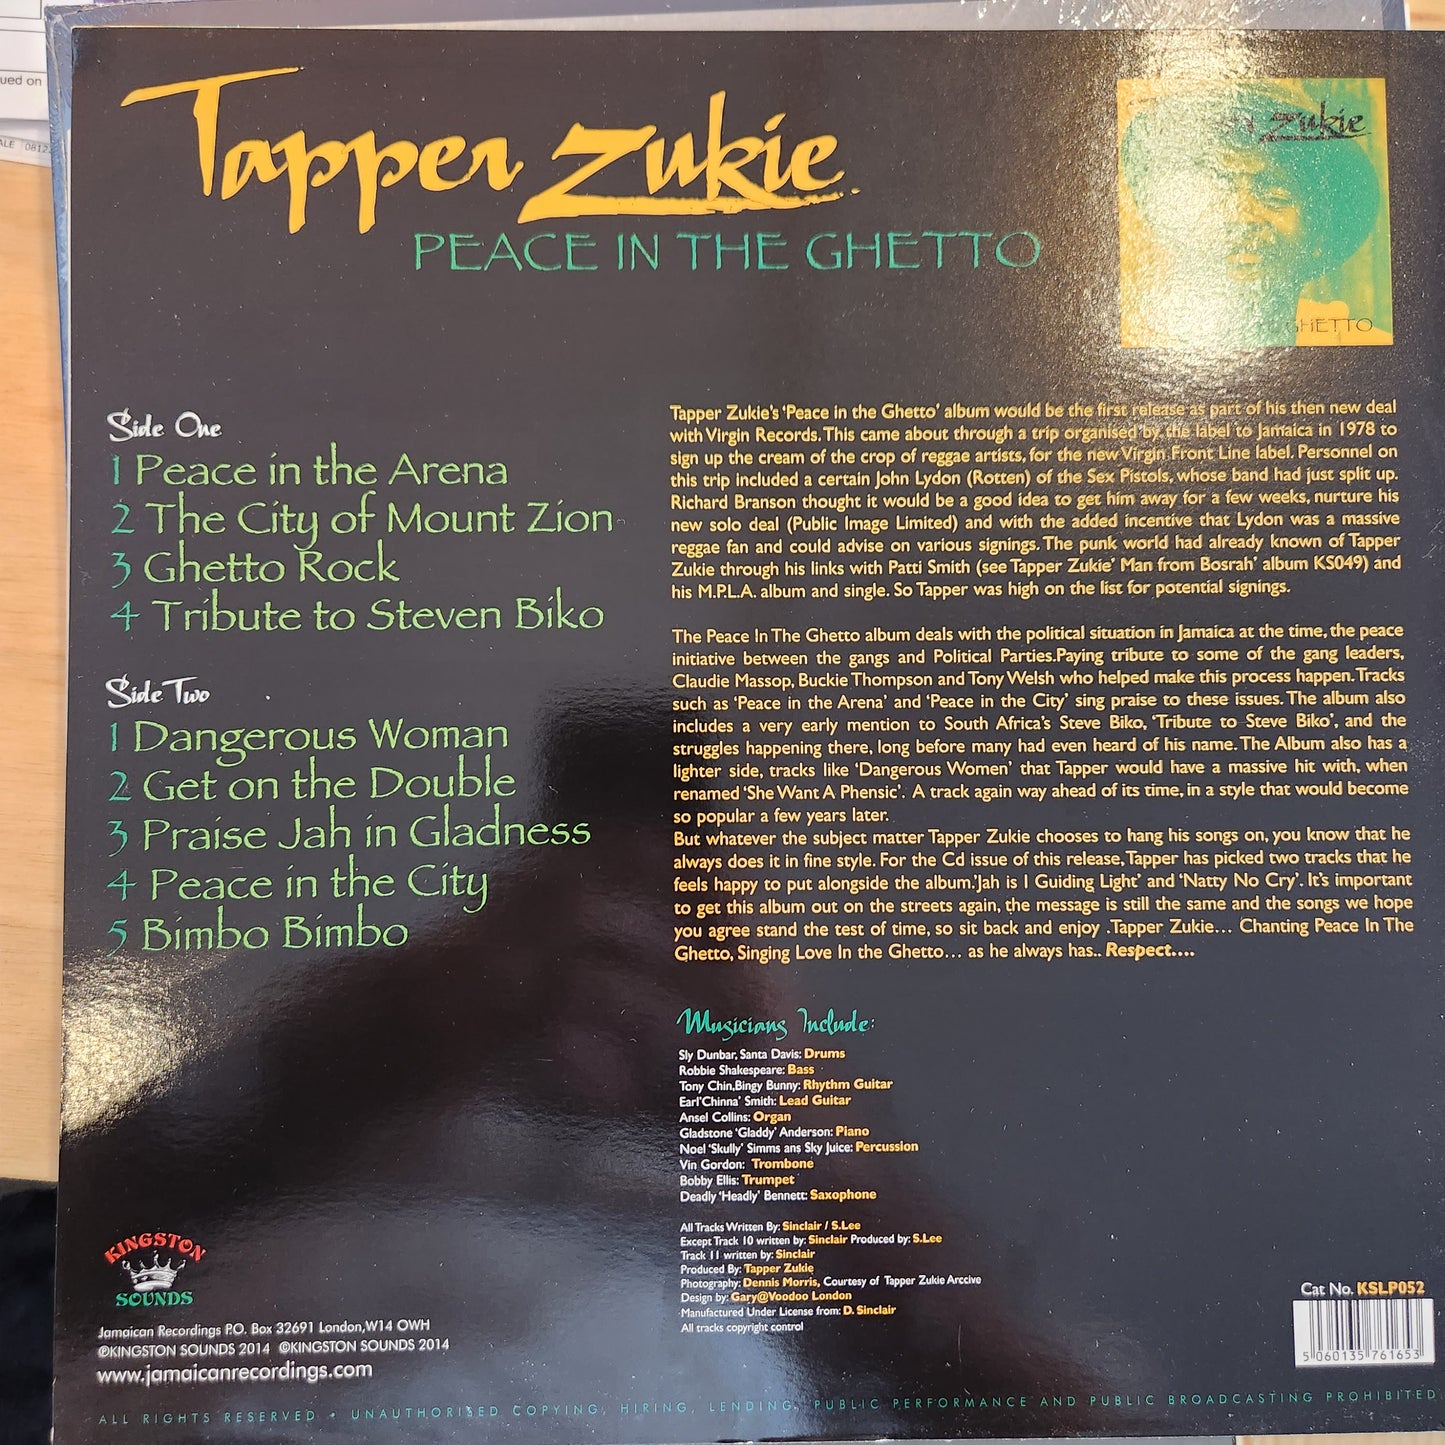 ued on
ALE 0812
Tapper Zukie
PEACE IN THE GHETTO
Zukie
GHETTO
Side One
1 Peace in the Arena
2 The City of Mount Zion
3 Ghetto Rock
4 Tribute to Steven Biko
Side Two
1 Dangerous Woman
2 Get on the Double
3 Praise Jah in Gladness
4 Peace in the City
5 Bimbo Bimbo
Tapper Zukie's 'Peace in the Ghetto' album would be the first release as part of his then new deal
with Virgin Records. This came about through a trip organised by the label to Jamaica in 1978 to
sign up the cream of the crop of reggae artists, for the new Virgin Front Line label. Personnel on
this trip included a certain John Lydon (Rotten) of the Sex Pistols, whose band had just split up.
Richard Branson thought it would be a good idea to get him away for a few weeks, nurture his
new solo deal (Public Image Limited) and with the added incentive that Lydon was a massive
reggae fan and could advise on various signings. The punk world had already known of Tapper
Zukie through his links with Patti Smith (see Tapper Zukie' Man from Bosrah' album KS049) and
his M.P.L.A. album and single. So Tapper was high on the list for potential signings.
The Peace In The Ghetto album deals with the political situation in Jamaica at the time, the peace
initiative between the gangs and Political Parties.Paying tribute to some of the gang leaders,
Claudie Massop, Buckie Thompson and Tony Welsh who helped make this process happen. Tracks
such as 'Peace in the Arena' and 'Peace in the City' sing praise to these issues. The album also
includes a very early mention to South Africa's Steve Biko, 'Tribute to Steve Biko', and the
struggles happening there, long before many had even heard of his name. The Album also has a
lighter side, tracks like 'Dangerous Women' that Tapper would have a massive hit with, when
renamed 'She Want A Phensic'. A track again way ahead of its time, in a style that would become
so popular a few years later.
But whatever the subject matter Tapper Zukie chooses to hang his songs on, you know that he
always does it in fine style. For the Cd issue of this release, Tapper has picked two tracks that he
feels happy to put alongside the album.'Jah is I Guiding Light' and 'Natty No Cry'. It's important
to get this album out on the streets again, the message is still the same and the songs we hope
you agree stand the test of time, so sit back and enjoy .Tapper Zukie... Chanting Peace In The
Ghetto, Singing Love In the Ghetto... as he always has.. Respect....
Musicians Include:
Sly Dunbar, Santa Davis: Drums
Robbie Shakespeare: Bass
Tony Chin,Bingy Bunny: Rhythm Guitar
Earl'Chinna' Smith: Lead Guitar
Ansel Collins: Organ
Gladstone 'Gladdy' Anderson: Piano
Noel 'Skully' Simms ans Sky Juice: Percussion
Vin Gordon: Trombone
Bobby Ellis: Trumpet
Deadly 'Headly' Bennett: Saxophone
All Tracks Written By: Sinclair / S.Lee
Except Track 10 written by: Sinclair Produced by: S.Lee
Track 11 written by: Sinclair
Produced By: Tapper Zukie
Photography: Dennis Morris, Courtesy of Tapper Zukie Arccive
Design by: Gary@Voodoo London
Manufactured Under License from: D. Sinclair
All tracks copyright control
KINGSTON
SOUNDS
Jamaican Recordings P.O. Box 32691 London,W14 OWH
℗KINGSTON SOUNDS 2014 ©KINGSTON SOUNDS 2014
www.jamaicanrecordings.com
Cat No. KSLP052
5 060135 761653
ALL RIGHTS RESERVED • UNAUTHORISED COPYING, HIRING, LENDING, PUBLIC PERFORMANCE AND PUBLIC BROADCASTING PROHIBITED